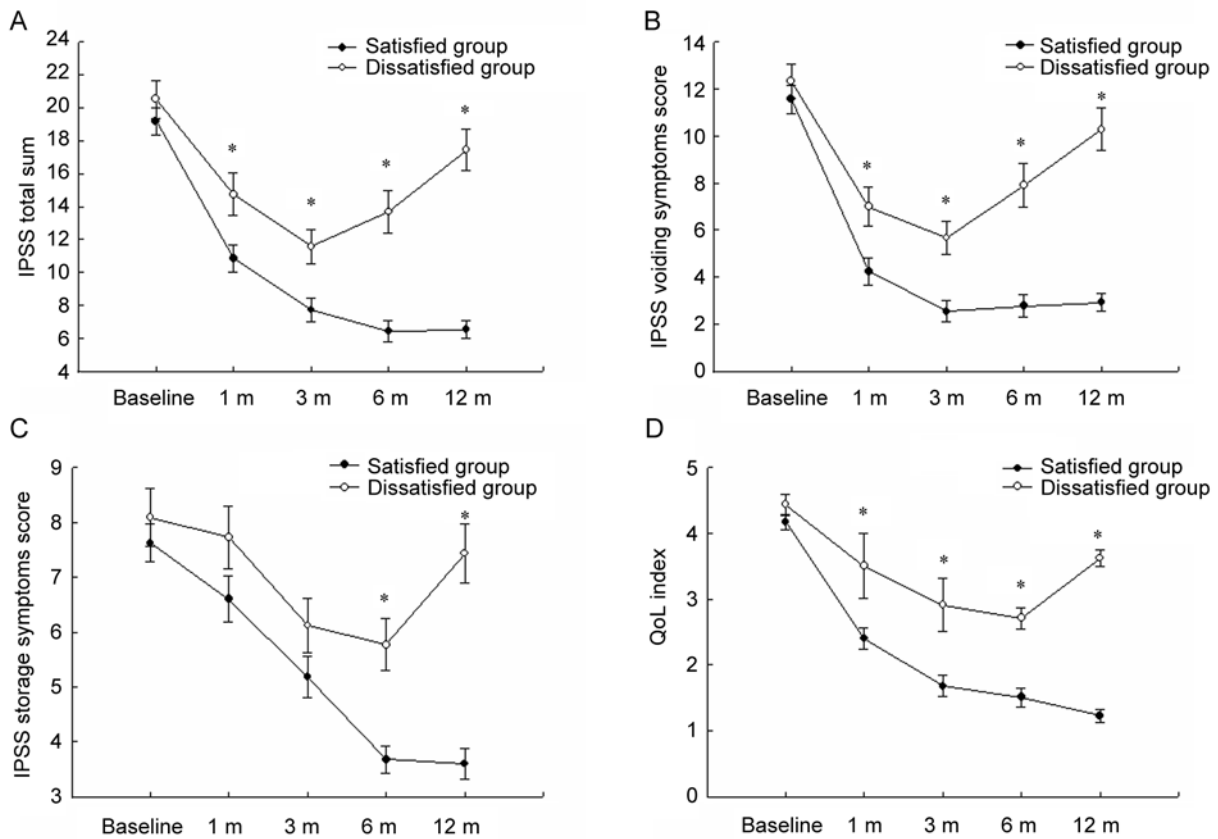 A
IPSS total sum
24
22
20
18
16
14
12
10
8
6
4
Satisfied group
Dissatisfied group
*
*
*
*
Baseline 1 m 3 m 6 m 12 m
B
IPSS voiding symptoms score
14
12
10
8
6
4
2
0
Satisfied group
Dissatisfied group
*
*
*
*
Baseline 1 m 3 m 6 m 12 m
C
IPSS storage symptoms score
9
8
7
6
5
4
3
Satisfied group
Dissatisfied group
*
*
Baseline 1 m 3 m 6 m 12 m
D
QoL index
5
4
3
2
1
0
Satisfied group
Dissatisfied group
*
*
*
*
Baseline 1 m 3 m 6 m 12 m